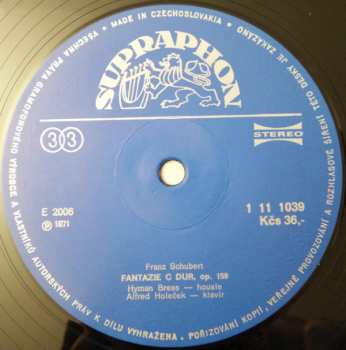 MADE IN CZECHOSLOVAKIA • VŠECHNA PRÁVA GRAMOFONOVÉHO VÝROBCE A VLASTNÍKŮ AUTORSKÝCH PRÁV K DÍLU VYHRAŽENA. POŘIZOVÁNÍ KOPIÍ, VEŘEJNÉ PROVOZOVÁNÍ A ROZHLASOVÉ ŠÍŘENÍ TÉTO DESKY JE ZAKÁZÁNO •
SUPRAPHON
33
STEREO
E 2006
1 11 1039
Ⓟ 1971
Kčs 36,-
Franz Schubert
FANTAZIE C DUR, op. 159
Hyman Bress — housle
Alfred Holeček — klavír